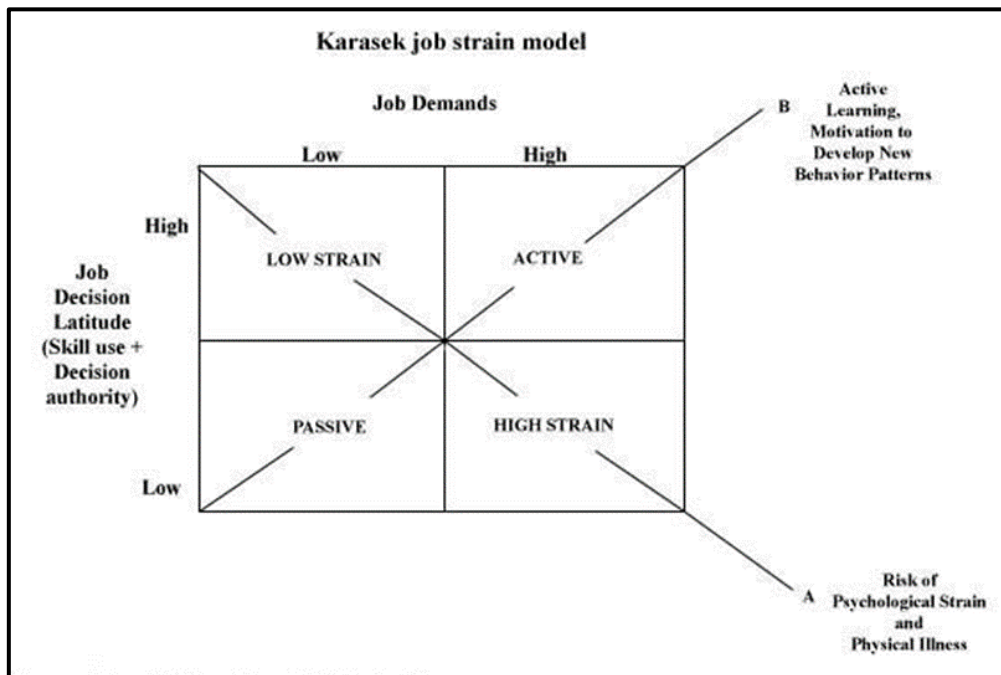 Karasek job strain model
Job Demands
Low
High
B
Active
Learning,
Motivation to
Develop New
Behavior Patterns
High
LOW STRAIN
ACTIVE
Job
Decision
Latitude
(Skill use +
Decision
authority)
PASSIVE
HIGH STRAIN
Low
A
Risk of
Psychological Strain
and
Physical Illness